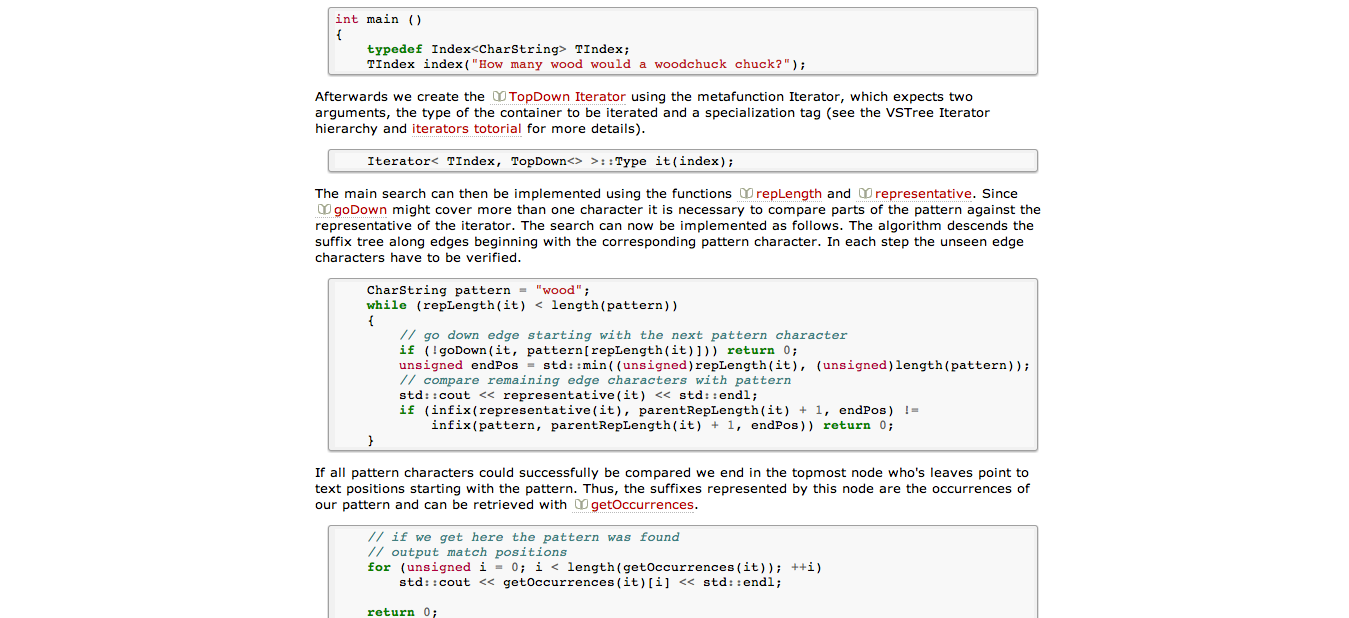 int main ()
{
    typedef Index<CharString> TIndex;
    TIndex index("How many wood would a woodchuck chuck?");
Afterwards we create the TopDown Iterator using the metafunction Iterator, which expects two
arguments, the type of the container to be iterated and a specialization tag (see the VSTree Iterator
hierarchy and iterators totorial for more details).
    Iterator< TIndex, TopDown<> >::Type it(index);
The main search can then be implemented using the functions repLength and representative. Since
goDown might cover more than one character it is necessary to compare parts of the pattern against the
representative of the iterator. The search can now be implemented as follows. The algorithm descends the
suffix tree along edges beginning with the corresponding pattern character. In each step the unseen edge
characters have to be verified.
    CharString pattern = "wood";
    while (repLength(it) < length(pattern))
    {
        // go down edge starting with the next pattern character
        if (!goDown(it, pattern[repLength(it)])) return 0;
        unsigned endPos = std::min((unsigned)repLength(it), (unsigned)length(pattern));
        // compare remaining edge characters with pattern
        std::cout << representative(it) << std::endl;
        if (infix(representative(it), parentRepLength(it) + 1, endPos) !=
            infix(pattern, parentRepLength(it) + 1, endPos)) return 0;
    }
If all pattern characters could successfully be compared we end in the topmost node who's leaves point to
text positions starting with the pattern. Thus, the suffixes represented by this node are the occurrences of
our pattern and can be retrieved with getOccurrences.
    // if we get here the pattern was found
    // output match positions
    for (unsigned i = 0; i < length(getOccurrences(it)); ++i)
        std::cout << getOccurrences(it)[i] << std::endl;
    return 0;